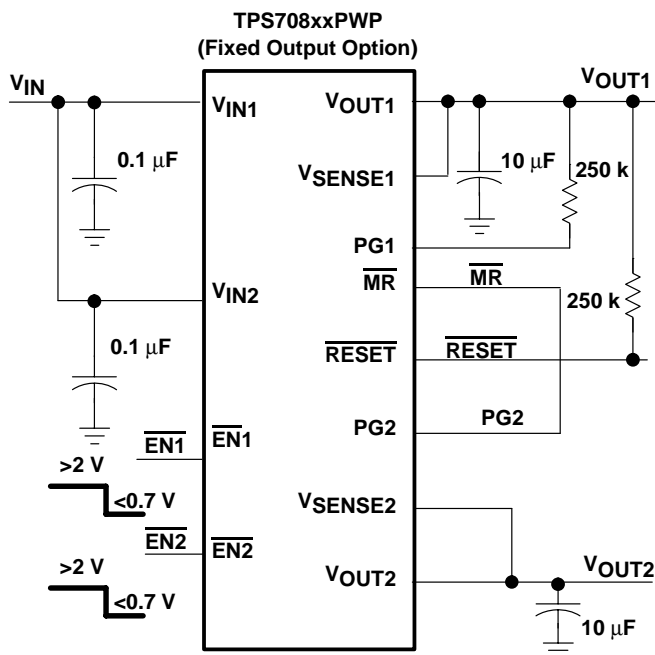 TPS708xxPWP
(Fixed Output Option)
VIN
VIN1
VOUT1
VOUT1
0.1 μF
10 μF
250 k
VSENSE1
PG1
MR
MR
VIN2
250 k
0.1 μF
RESET
RESET
EN1
EN1
PG2
PG2
>2 V
<0.7 V
VSENSE2
EN2
EN2
>2 V
VOUT2
VOUT2
<0.7 V
10 μF